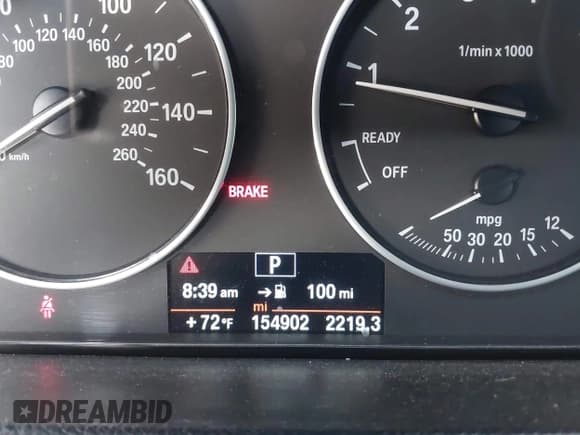 100
100 120 140
80
160
180
200
220
240
260
km/h
120
140
160
BRAKE
2
1
1/min x 1000
READY
OFF
mpg
50 30 20 15 12
P
8:39 am
100 mi
mi
+72°F 154902 2219.3
DREAMBID